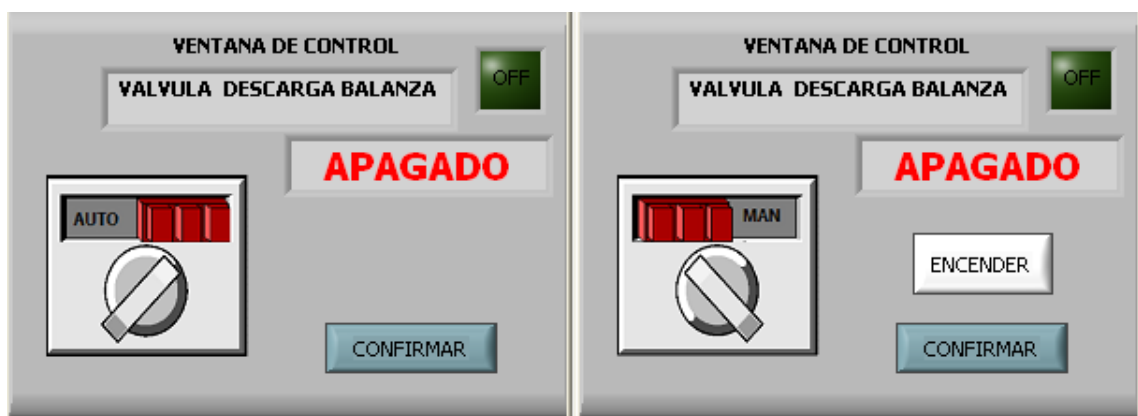 VENTANA DE CONTROL
VALVULA DESCARGA BALANZA
OFF
APAGADO
AUTO
CONFIRMAR
VENTANA DE CONTROL
VALVULA DESCARGA BALANZA
OFF
APAGADO
MAN
ENCENDER
CONFIRMAR